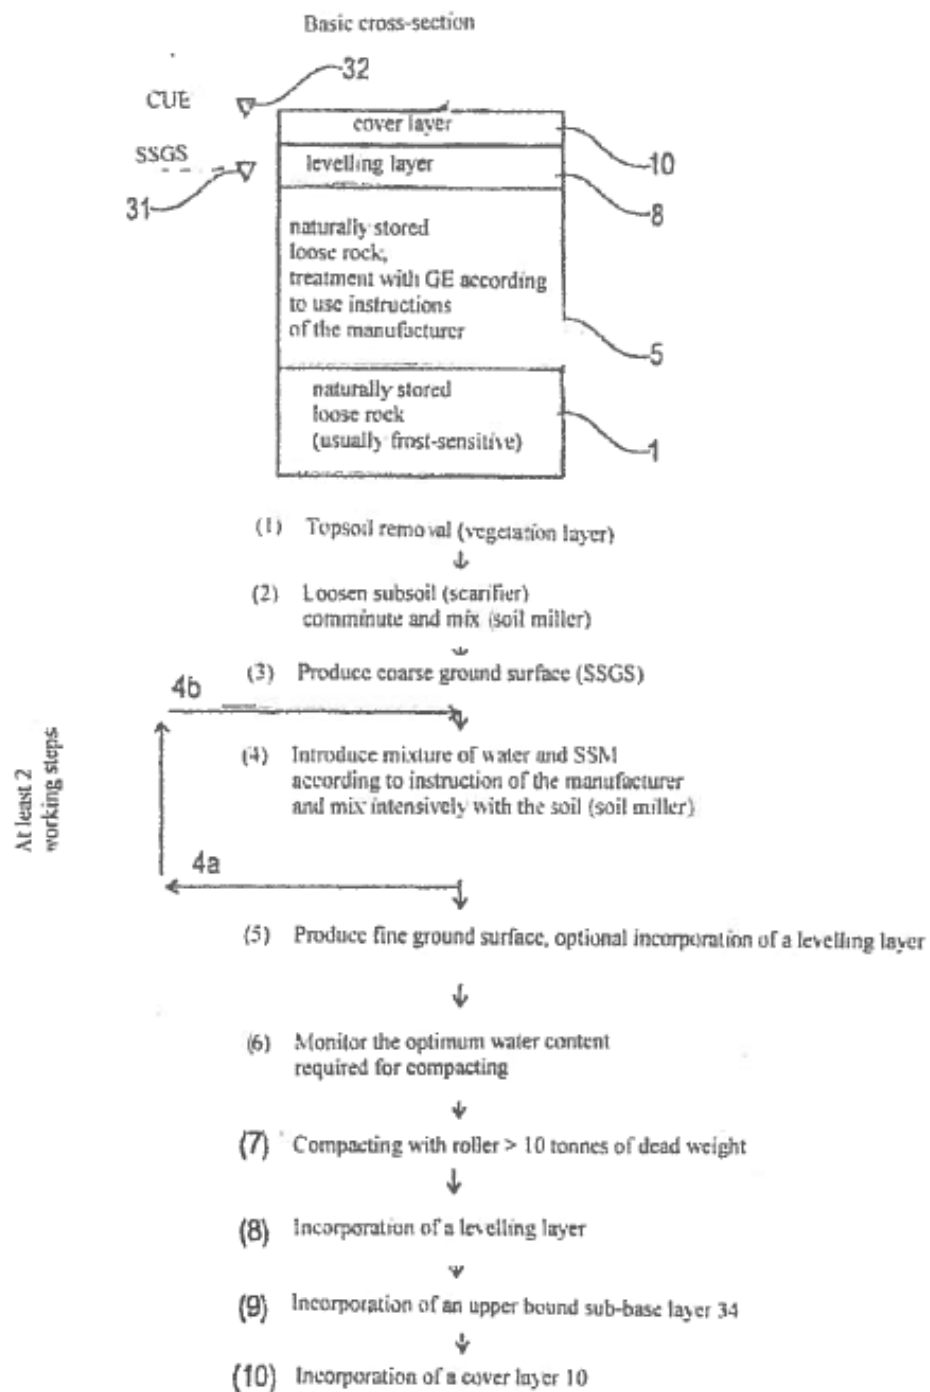 Basic cross-section
32
CUE
cover layer
10
SSGS
levelling layer
31
8
naturally stored
loose rock,
treatment with GE according
to use instructions
of the manufacturer
5
naturally stored
loose rock
(usually frost-sensitive)
1
(1) Topsoil removal (vegetation layer)
(2) Loosen subsoil (scarifier)
comminute and mix (soil miller)
(3) Produce coarse ground surface (SSGS)
4b
At least 2
working steps
(4) Introduce mixture of water and SSM
according to instruction of the manufacturer
and mix intensively with the soil (soil miller)
4a
(5) Produce fine ground surface, optional incorporation of a levelling layer
(6) Monitor the optimum water content
required for compacting
(7) Compacting with roller > 10 tonnes of dead weight
(8) Incorporation of a levelling layer
(9) Incorporation of an upper bound sub-base layer 34
(10) Incorporation of a cover layer 10